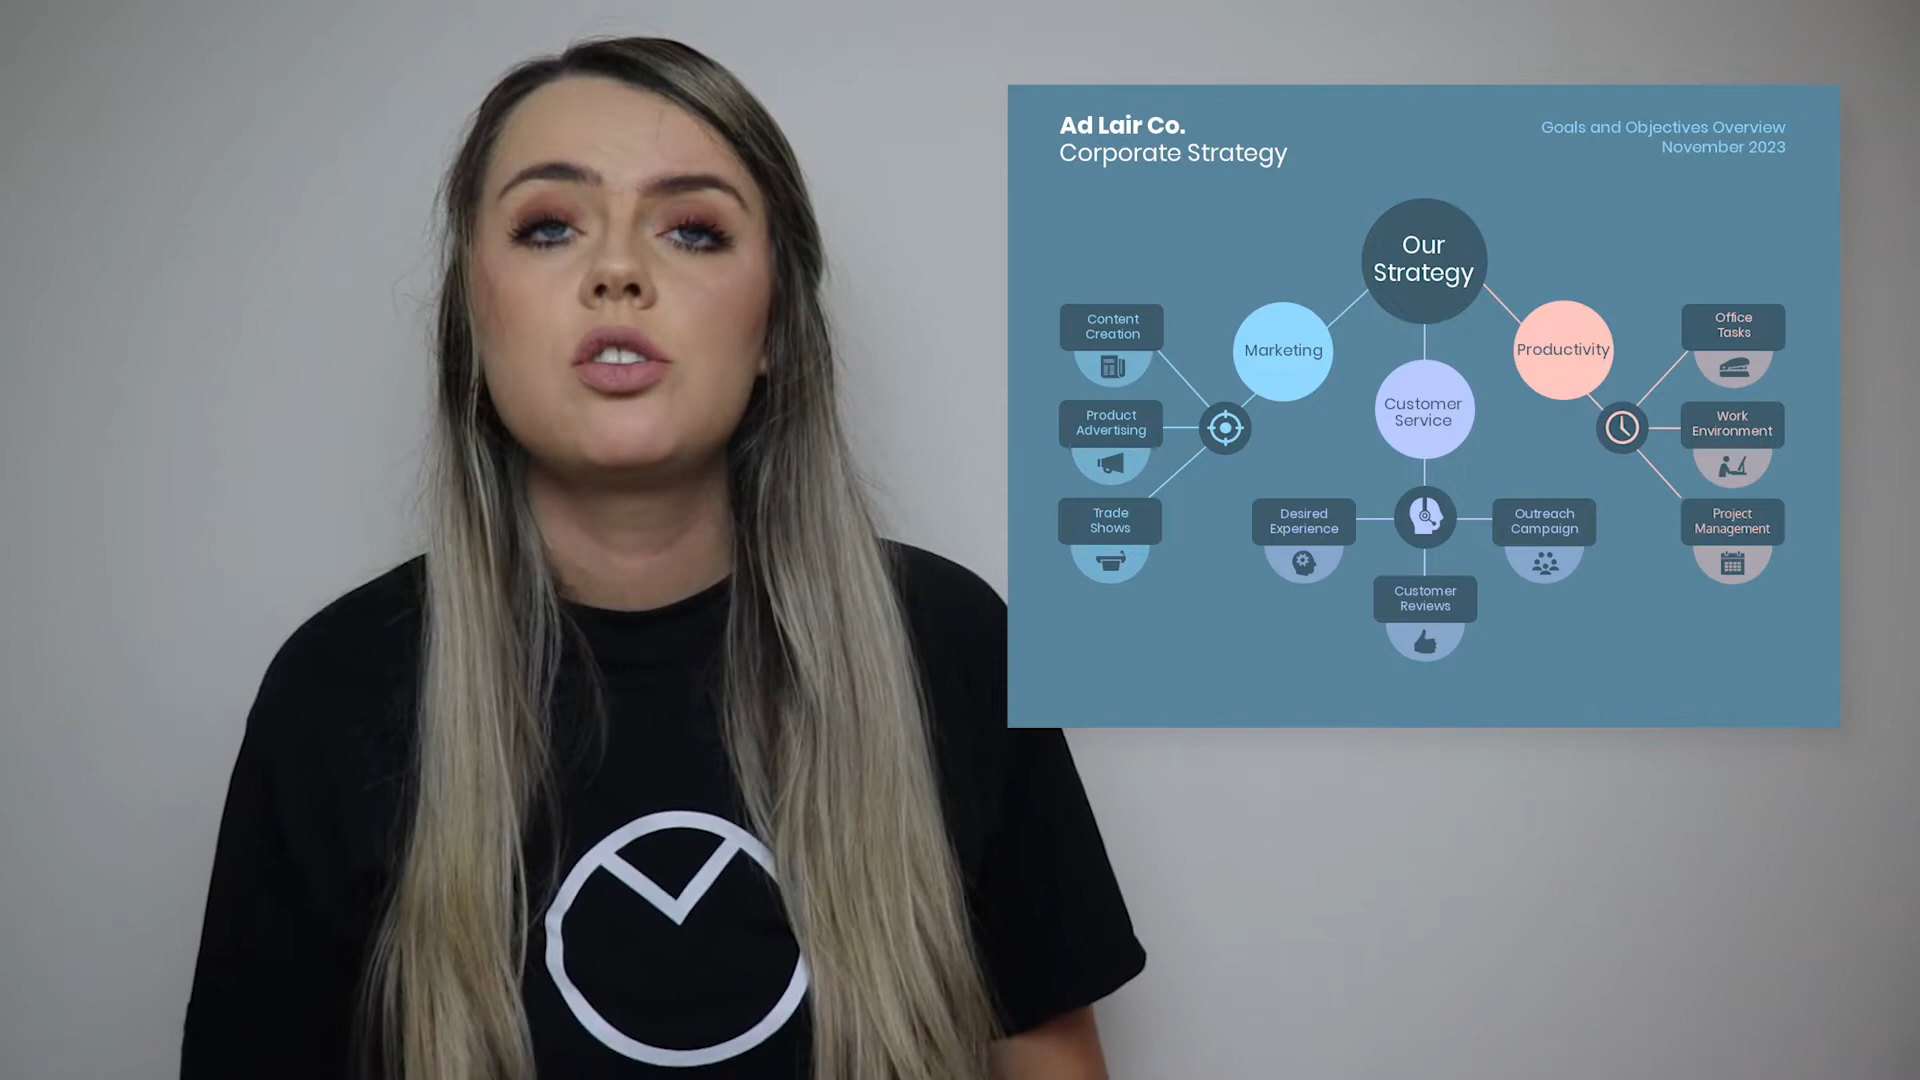 Ad Lair Co.
Corporate Strategy
Goals and Objectives Overview
November 2023
Our
Strategy
Marketing
Customer
Service
Productivity
Content
Creation
Product
Advertising
Trade
Shows
Desired
Experience
Outreach
Campaign
Customer
Reviews
Office
Tasks
Work
Environment
Project
Management